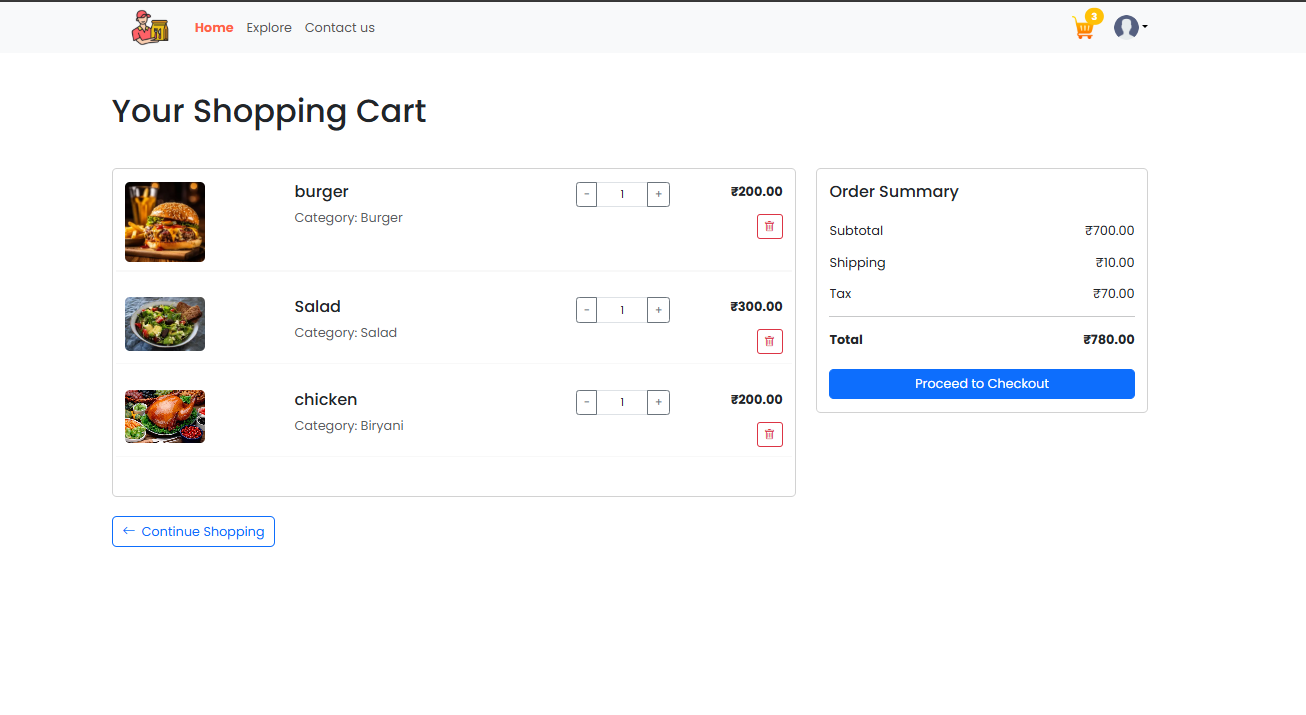 Home Explore Contact us 3
Your Shopping Cart
burger - 1 + ₹200.00
Category: Burger
Salad - 1 + ₹300.00
Category: Salad
chicken - 1 + ₹200.00
Category: Biryani
← Continue Shopping
Order Summary
Subtotal ₹700.00
Shipping ₹10.00
Tax ₹70.00
Total ₹780.00
Proceed to Checkout